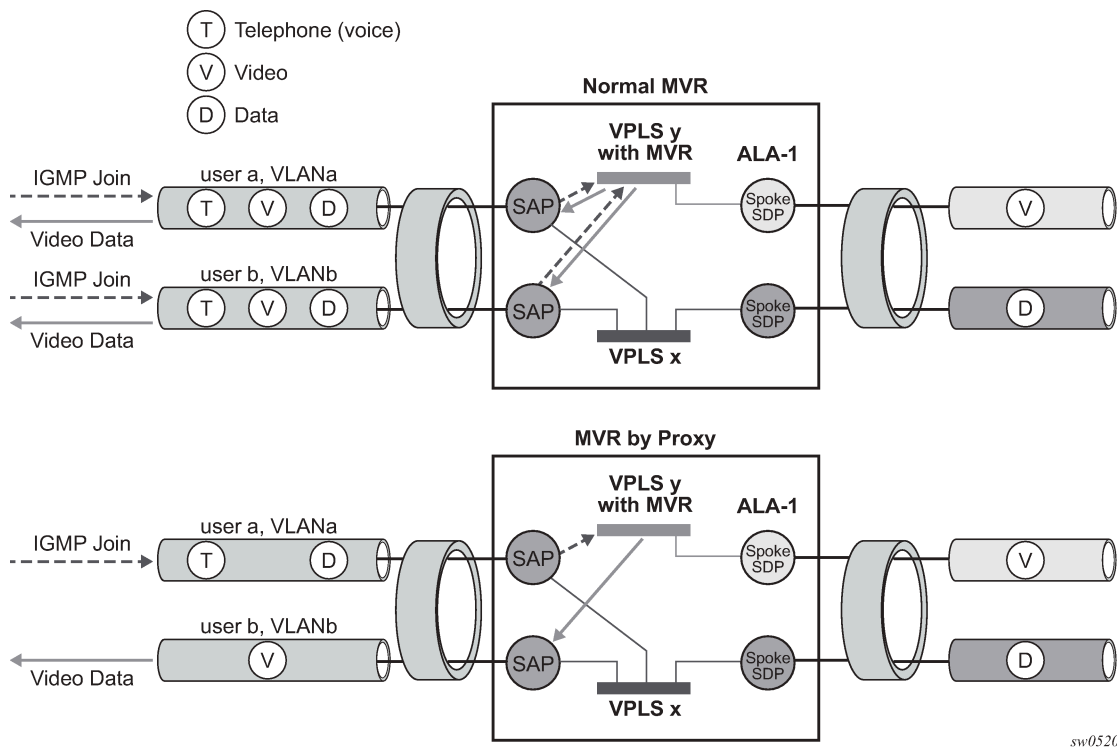 T Telephone (voice)
V Video
D Data
Normal MVR
VPLS y
with MVR
ALA-1
IGMP Join
user a, VLANa
T V D
SAP
Spoke
SDP
V
Video Data
IGMP Join
user b, VLANb
T V D
SAP
Spoke
SDP
D
Video Data
VPLS x
MVR by Proxy
VPLS y
with MVR
ALA-1
IGMP Join
user a, VLANa
T D
SAP
Spoke
SDP
V
user b, VLANb
V
SAP
Spoke
SDP
D
Video Data
VPLS x
sw0520